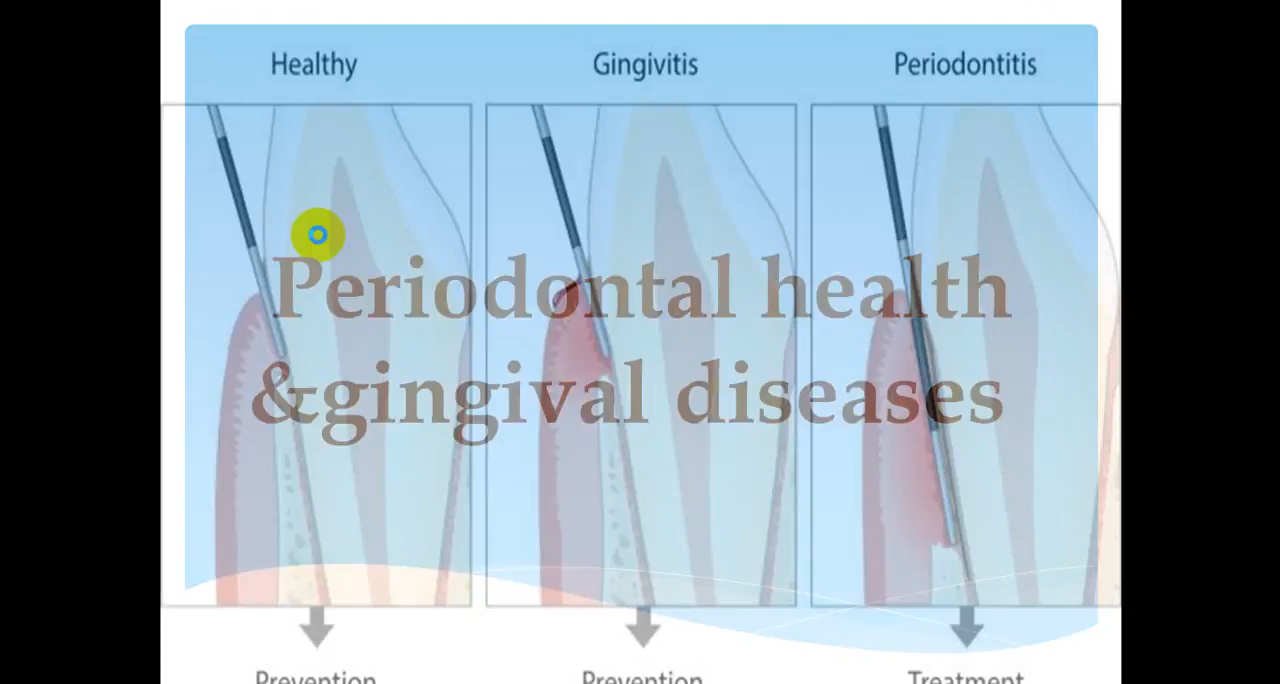 Healthy Gingivitis Periodontitis
Periodontal health
&gingival diseases
Prevention Prevention Treatment